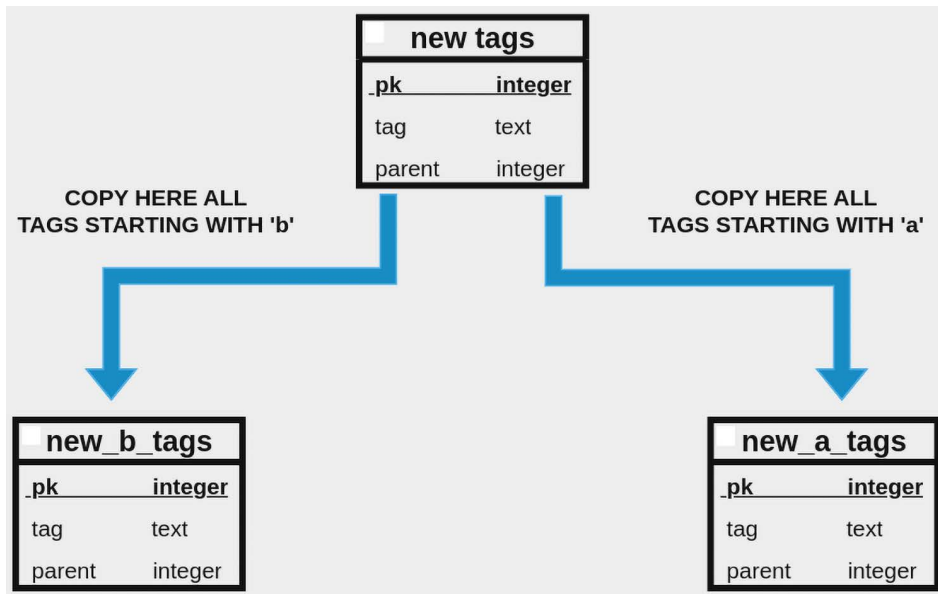 new tags
pk integer
tag text
parent integer
COPY HERE ALL
TAGS STARTING WITH 'b'
COPY HERE ALL
TAGS STARTING WITH 'a'
new_b_tags
pk integer
tag text
parent integer
new_a_tags
pk integer
tag text
parent integer